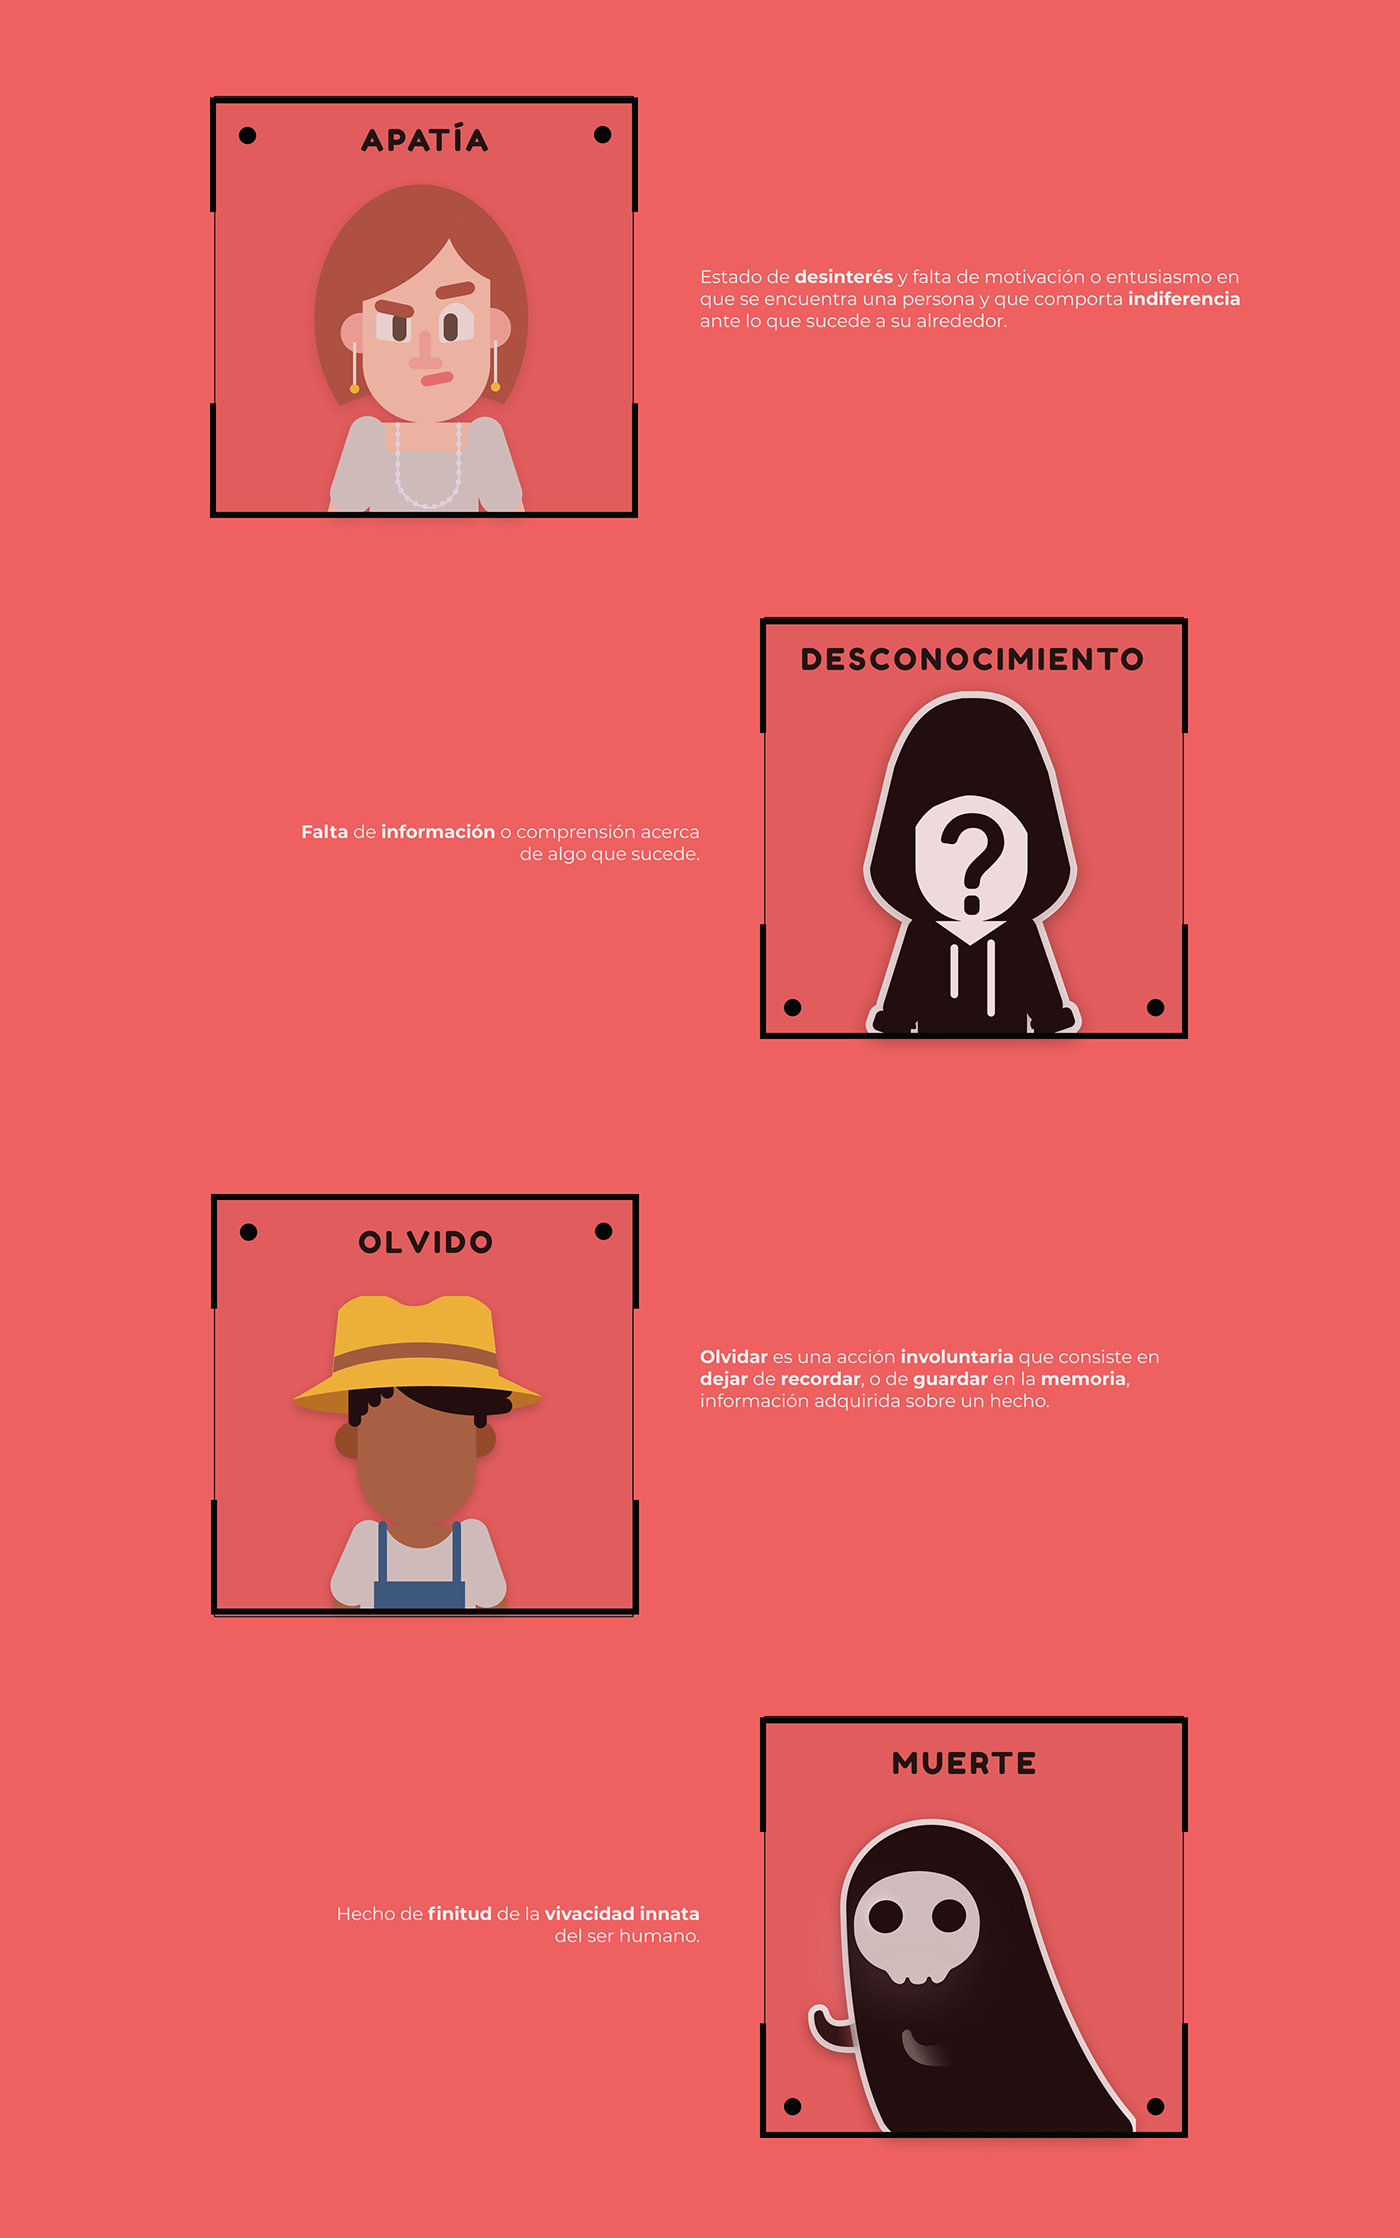 APATÍA
Estado de desinterés y falta de motivación o entusiasmo en
que se encuentra una persona y que comporta indiferencia
ante lo que sucede a su alrededor.
DESCONOCIMIENTO
?
Falta de información o comprensión acerca
de algo que sucede.
OLVIDO
Olvidar es una acción involuntaria que consiste en
dejar de recordar, o de guardar en la memoria,
información adquirida sobre un hecho.
MUERTE
Hecho de finitud de la vivacidad innata
del ser humano.